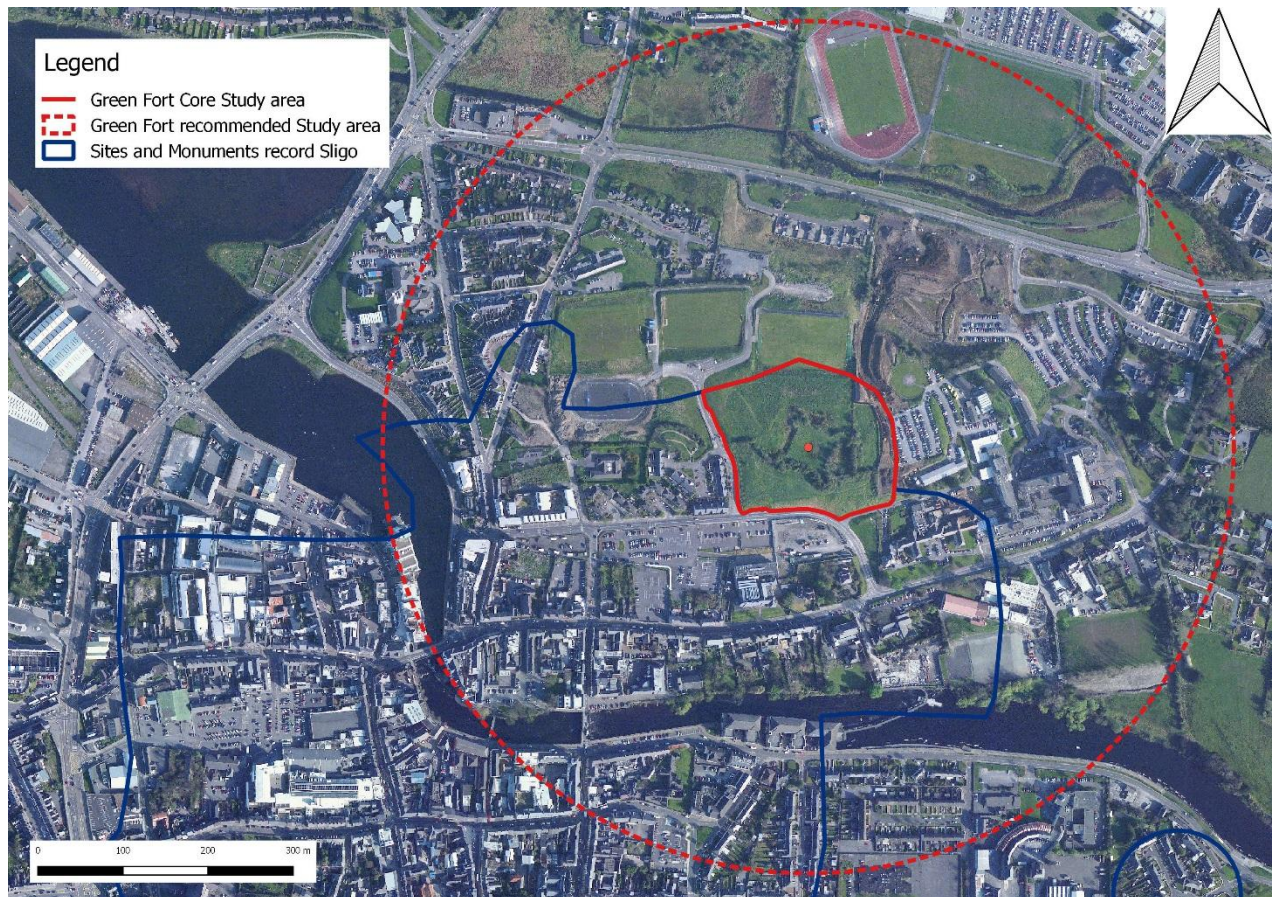 Legend
Green Fort Core Study area
Green Fort recommended Study area
Sites and Monuments record Sligo
0 100 200 300 m